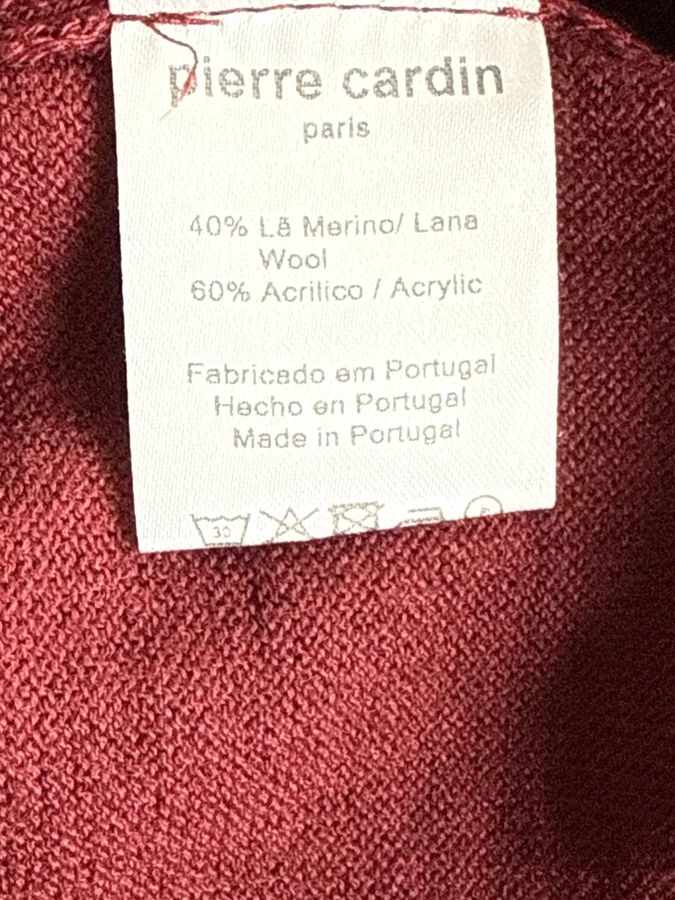 pierre cardin
paris
40% Lã Merino/ Lana
Wool
60% Acrilico / Acrylic
Fabricado em Portugal
Hecho en Portugal
Made in Portugal
30